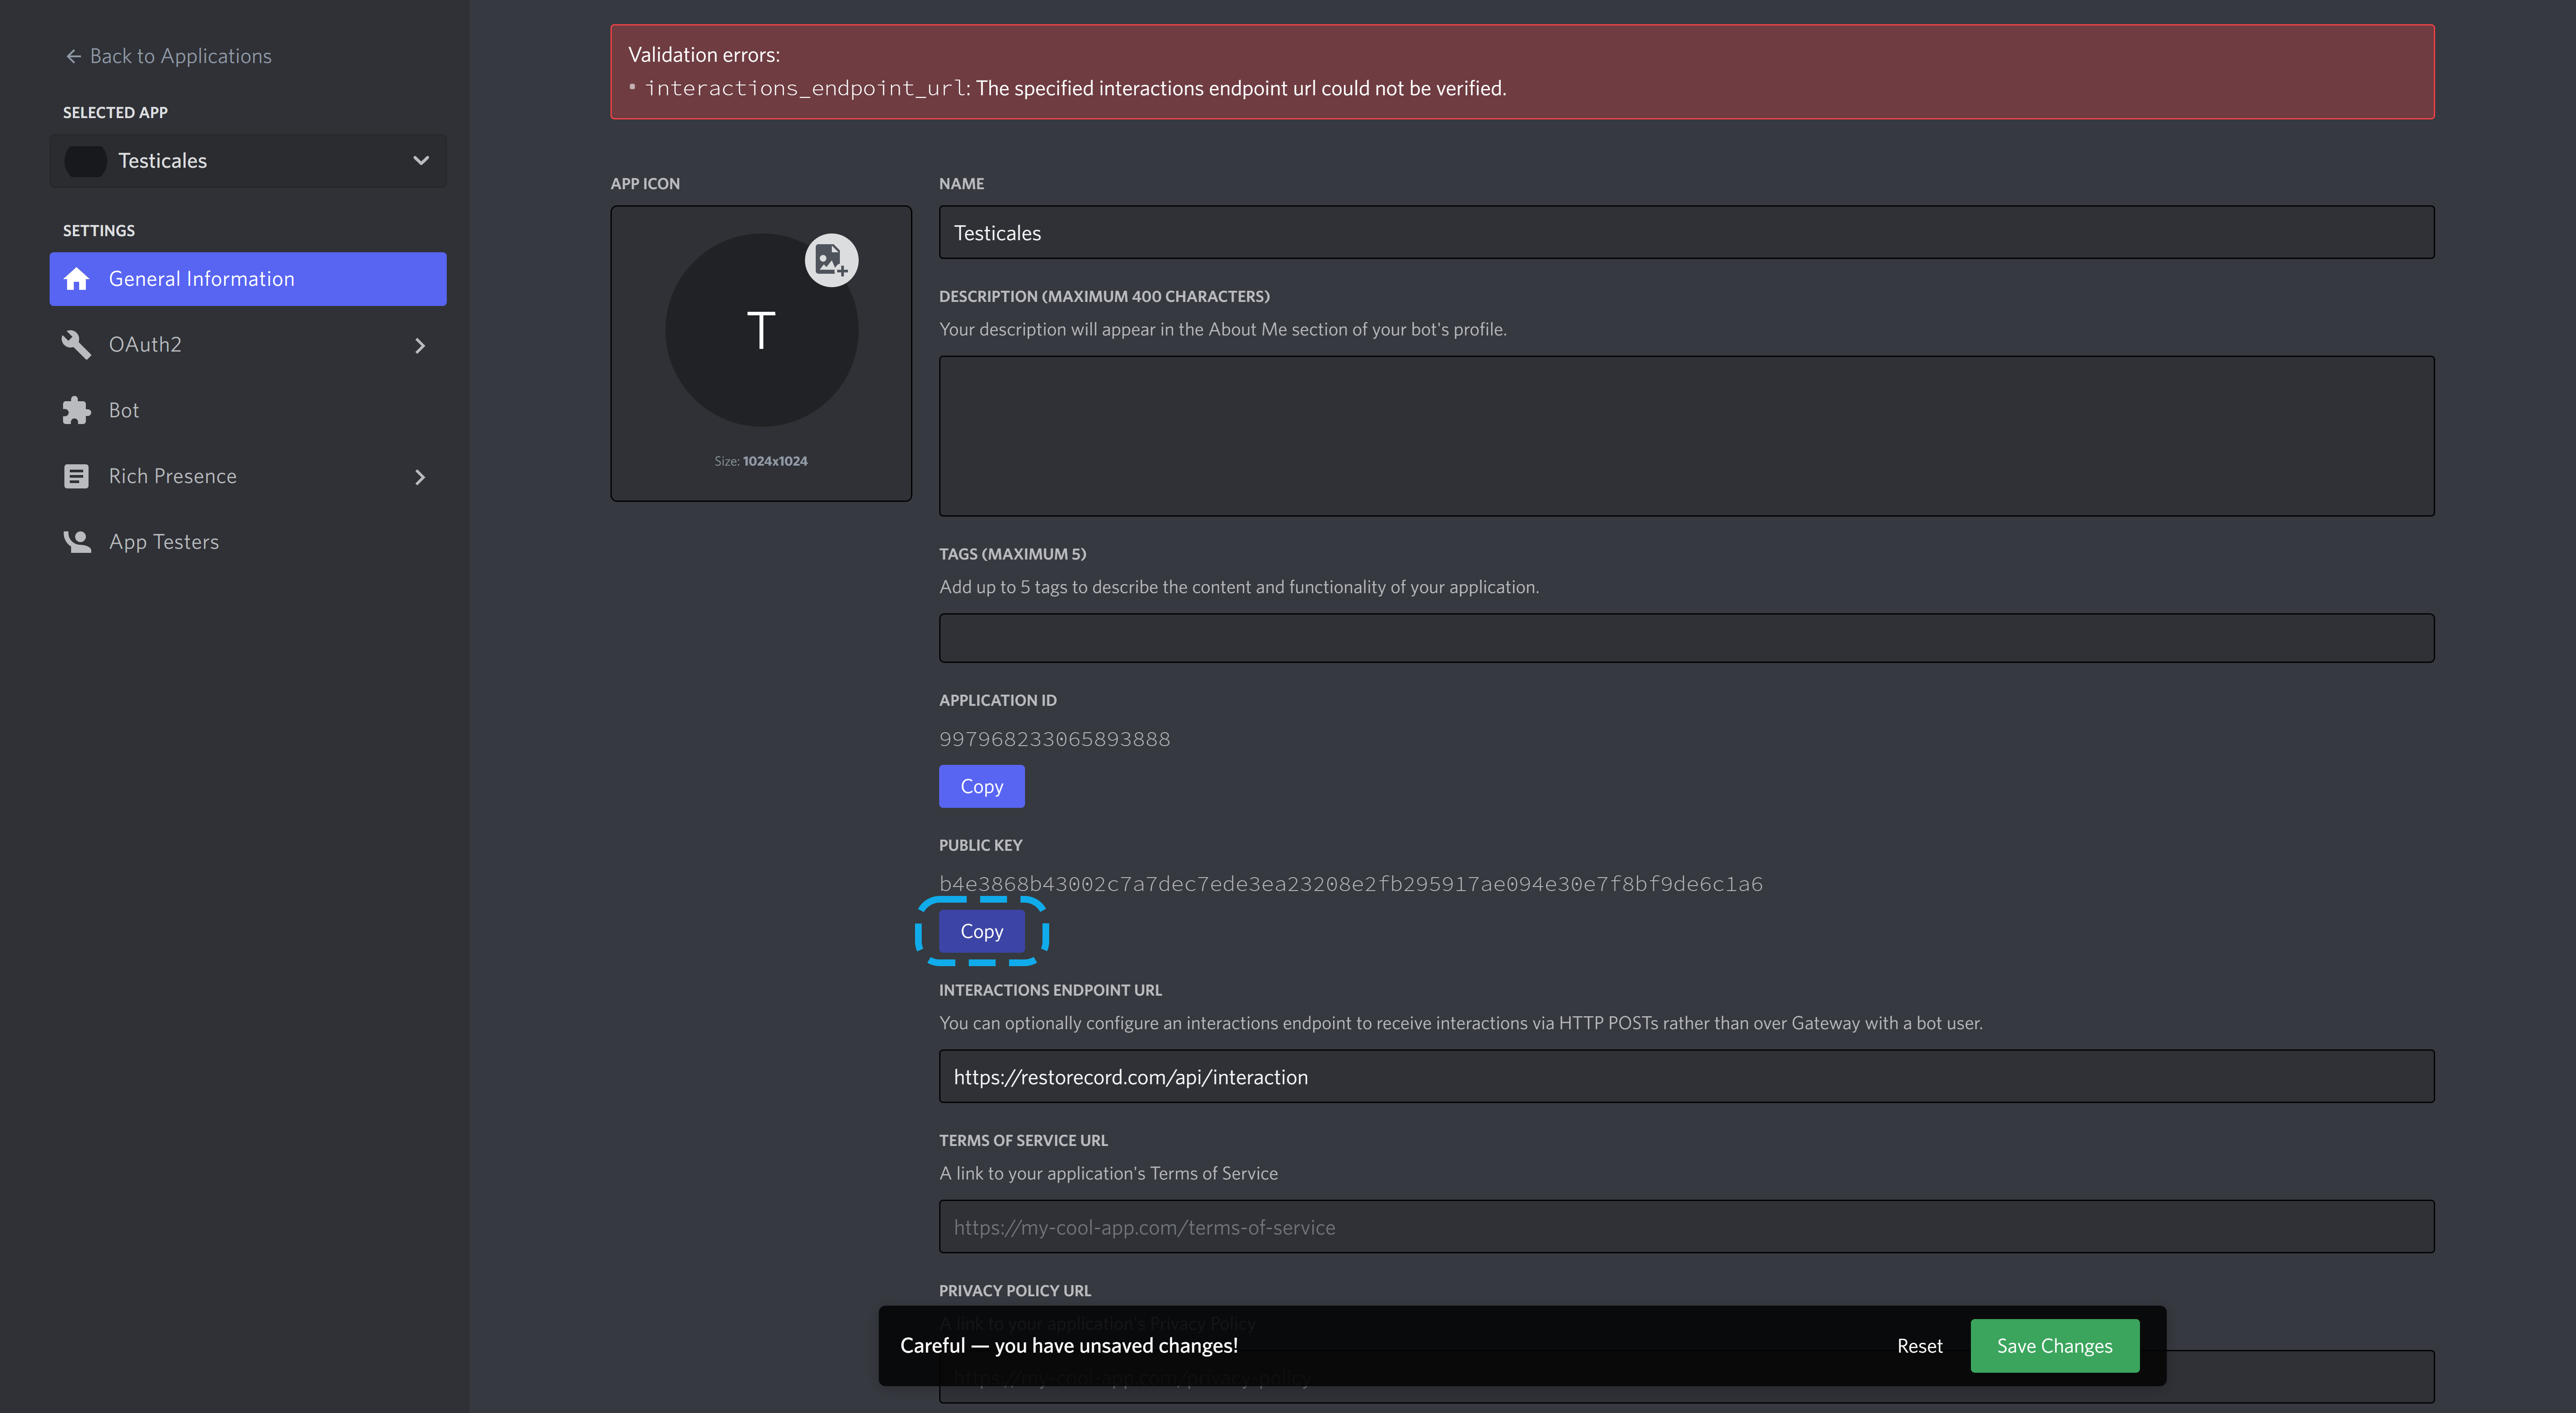 Back to Applications
SELECTED APP
Testicales
SETTINGS
General Information
OAuth2
Bot
Rich Presence
App Testers
Validation errors:
interactions_endpoint_url: The specified interactions endpoint url could not be verified.
APP ICON
T
Size: 1024x1024
NAME
Testicales
DESCRIPTION (MAXIMUM 400 CHARACTERS)
Your description will appear in the About Me section of your bot's profile.
TAGS (MAXIMUM 5)
Add up to 5 tags to describe the content and functionality of your application.
APPLICATION ID
997968233065893888
Copy
PUBLIC KEY
b4e3868b43002c7a7dec7ede3ea23208e2fb295917ae094e30e7f8bf9de6c1a6
Copy
INTERACTIONS ENDPOINT URL
You can optionally configure an interactions endpoint to receive interactions via HTTP POSTs rather than over Gateway with a bot user.
https://restorecord.com/api/interaction
TERMS OF SERVICE URL
A link to your application's Terms of Service
https://my-cool-app.com/terms-of-service
PRIVACY POLICY URL
A link to your application's Privacy Policy
Careful — you have unsaved changes!
Reset
Save Changes
https://my-cool-app.com/privacy-policy